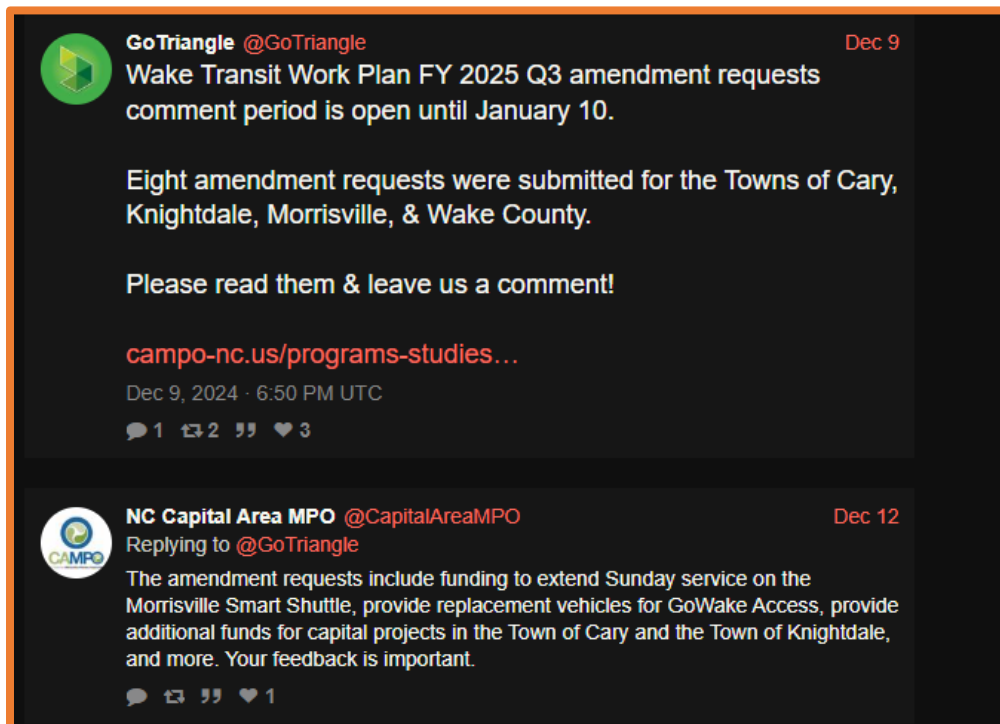 GoTriangle @GoTriangle Dec 9
Wake Transit Work Plan FY 2025 Q3 amendment requests
comment period is open until January 10.
Eight amendment requests were submitted for the Towns of Cary,
Knightdale, Morrisville, & Wake County.
Please read them & leave us a comment!
campo-nc.us/programs-studies…
Dec 9, 2024 · 6:50 PM UTC
1 2 3
CAMPO
NC Capital Area MPO @CapitalAreaMPO Dec 12
Replying to @GoTriangle
The amendment requests include funding to extend Sunday service on the
Morrisville Smart Shuttle, provide replacement vehicles for GoWake Access, provide
additional funds for capital projects in the Town of Cary and the Town of Knightdale,
and more. Your feedback is important.
1